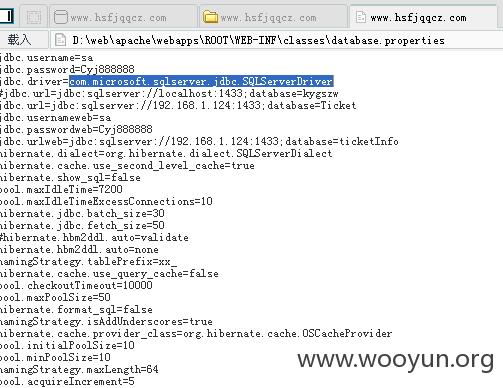 www.hsfjqqcz.com
www.hsfjqqcz.com
www.hsfjqqcz.com
载入
D:\web\apache\webapps\ROOT\WEB-INF\classes\database.properties
jdbc.username=sa
jdbc.password=Cyj888888
jdbc.driver=com.microsoft.sqlserver.jdbc.SQLServerDriver
#jdbc.url=jdbc:sqlserver://localhost:1433;database=kygszw
jdbc.url=jdbc:sqlserver://192.168.1.124:1433;database=Ticket
jdbc.usernameweb=sa
jdbc.passwordweb=Cyj888888
jdbc.urlweb=jdbc:sqlserver://192.168.1.124:1433;database=ticketInfo
hibernate.dialect=org.hibernate.dialect.SQLServerDialect
hibernate.cache.use_second_level_cache=true
hibernate.show_sql=false
pool.maxIdleTime=7200
pool.maxIdleTimeExcessConnections=10
hibernate.jdbc.batch_size=30
hibernate.jdbc.fetch_size=50
#hibernate.hbm2ddl.auto=validate
hibernate.hbm2ddl.auto=none
namingStrategy.tablePrefix=xx_
hibernate.cache.use_query_cache=false
pool.checkoutTimeout=10000
pool.maxPoolSize=50
hibernate.format_sql=false
namingStrategy.isAddUnderscores=true
hibernate.cache.provider_class=org.hibernate.cache.OSCacheProvider
pool.initialPoolSize=10
pool.minPoolSize=10
namingStrategy.maxLength=64
pool.acquireIncrement=5
www.wooyun.org